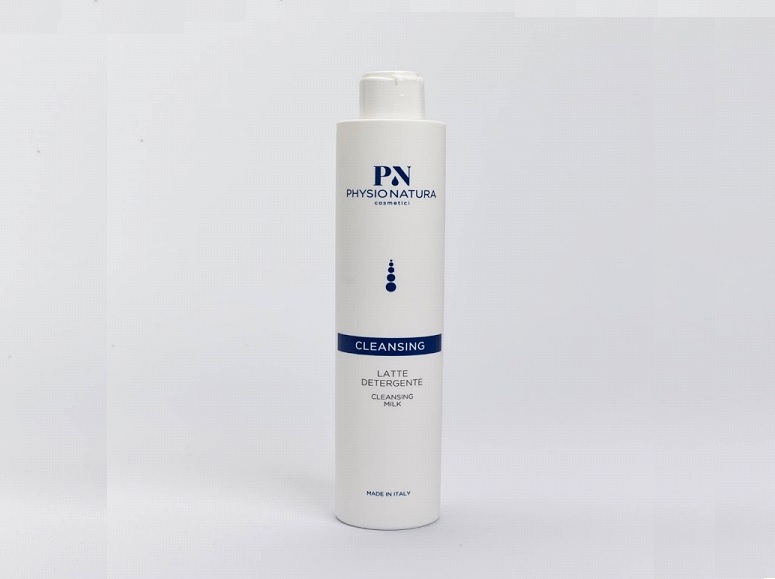 PN
PHYSIO NATURA
cosmetici
CLEANSING
LATTE
DETERGENTE
CLEANSING
MILK
MADE IN ITALY